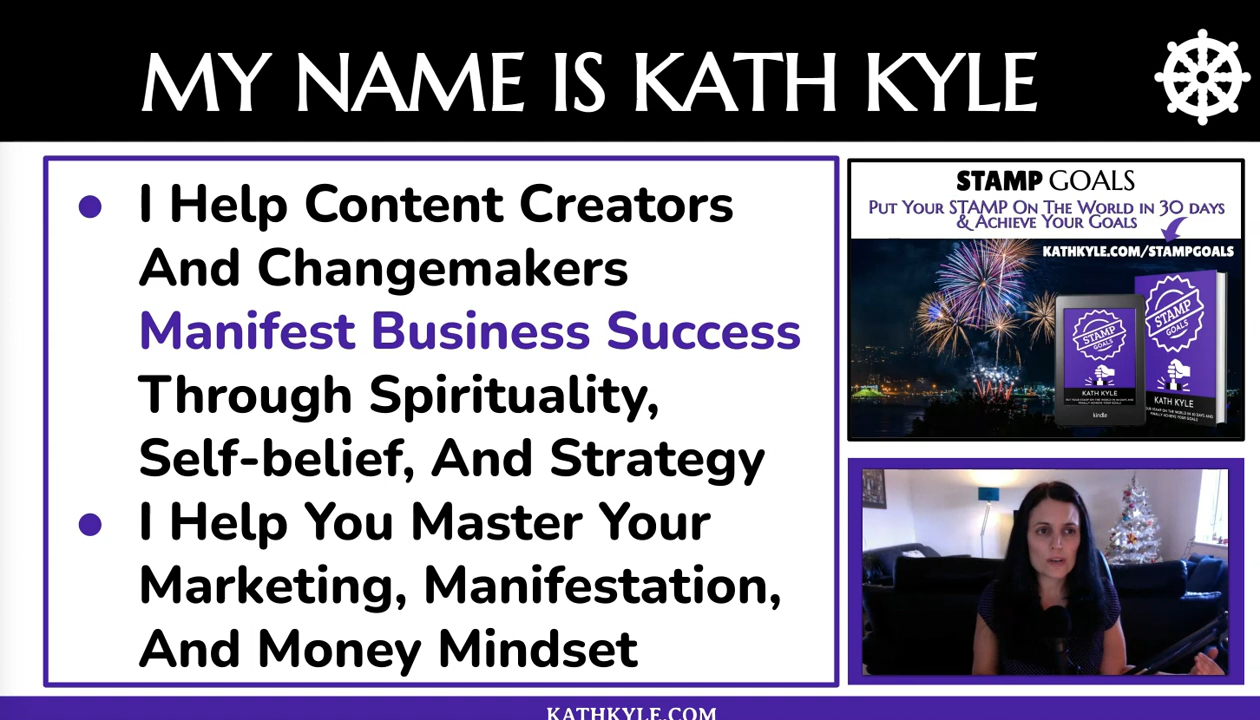 MY NAME IS KATH KYLE
I Help Content Creators
And Changemakers
Manifest Business Success
Through Spirituality,
Self-belief, And Strategy
I Help You Master Your
Marketing, Manifestation,
And Money Mindset
STAMP GOALS
PUT YOUR STAMP ON THE WORLD IN 30 DAYS
& ACHIEVE YOUR GOALS
KATHKYLE.COM/STAMPGOALS
STAMP
GOALS
KATH KYLE
kindle
STAMP
GOALS
KATH KYLE
KATHKYLE.COM